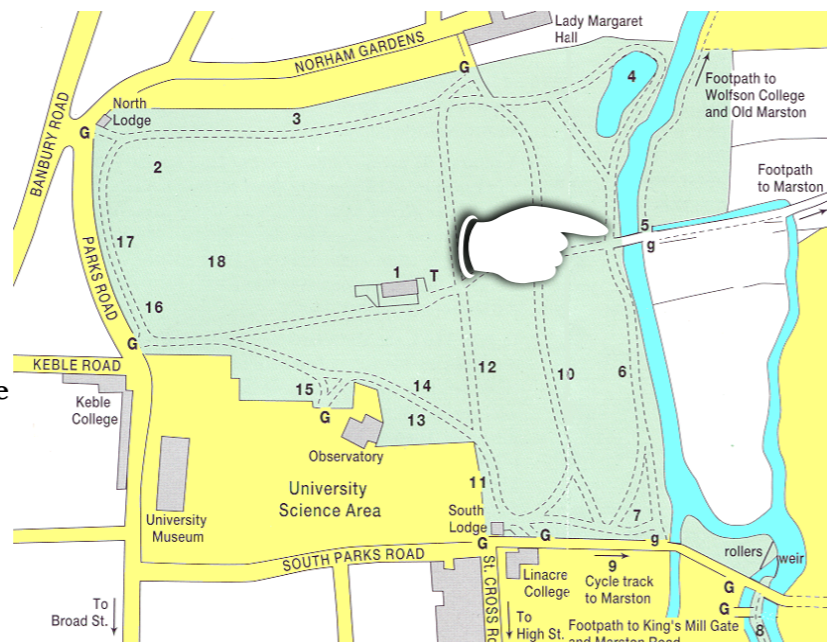 Lady Margaret
Hall
NORHAM GARDENS
G
4
Footpath to
Wolfson College
and Old Marston
North
Lodge
3
G
BANBURY ROAD
2
Footpath
to Marston
5
g
17
18
PARKS ROAD
1
T
16
G
KEBLE ROAD
e
Keble
College
12
10
6
14
15
13
G
Observatory
University
Science Area
11
South
Lodge
7
University
Museum
G
G
g
rollers
weir
SOUTH PARKS ROAD
9
Cycle track
to Marston
Linacre
College
ST. CROSS
G
G
To
Broad St.
To
High St.
Footpath to King's Mill Gate
and Marston Road
8